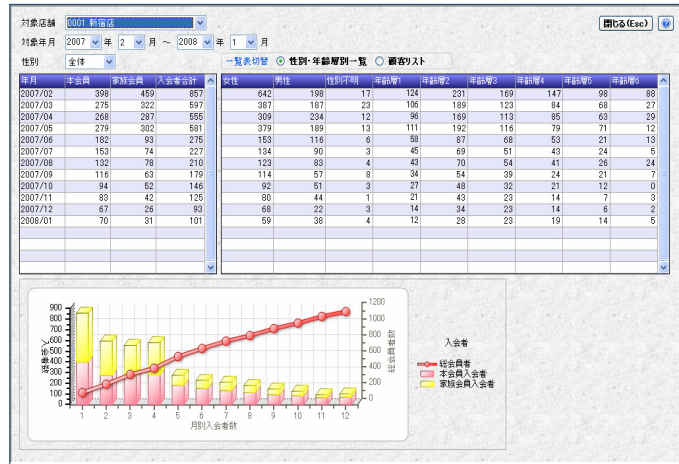 対象店舗 0001 新宿店 閉じる(Esc)
対象年月 2007 年 2 月 ～ 2008 年 1 月
性別 全体 一覧表切替 性別・年齢層別一覧 顧客リスト
年月 本会員 家族会員 入会者合計 女性 男性 性別不明 年齢層1 年齢層2 年齢層3 年齢層4 年齢層5 年齢層6
2007/02 398 459 857 642 198 17 124 231 169 147 98 88
2007/03 275 322 597 387 187 23 106 189 123 84 68 27
2007/04 268 287 555 309 234 12 96 169 113 85 63 29
2007/05 279 302 581 379 189 13 111 192 116 79 71 12
2007/06 182 93 275 153 116 6 58 87 68 53 21 13
2007/07 153 74 227 134 90 3 45 69 51 43 24 5
2007/08 132 78 210 123 83 4 43 70 54 41 26 24
2007/09 116 63 179 114 57 8 34 54 39 24 21 7
2007/10 94 52 146 92 51 3 27 48 32 21 12 0
2007/11 83 42 125 80 44 1 21 43 23 14 7 3
2007/12 67 26 93 68 22 3 14 34 23 14 6 2
2008/01 70 31 101 59 38 4 12 28 23 19 14 5
900
800
700
600
500
400
300
200
100
0
1200
1000
800
600
400
200
0
総会員者数
1 2 3 4 5 6 7 8 9 10 11 12
月別入会者数
入会者
総会員者
本会員入会者
家族会員入会者